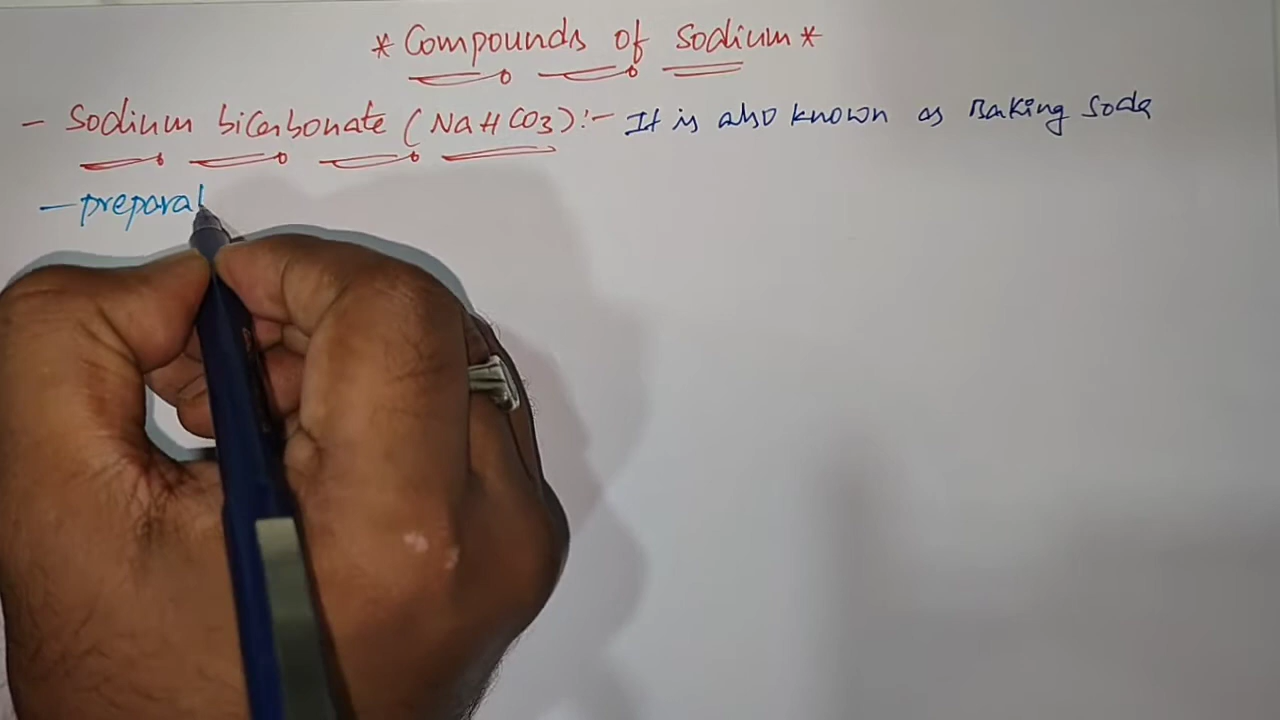 * Compounds of Sodium *
- Sodium bicarbonate (NaHCO3):- It is also known as Baking Soda
- preparat